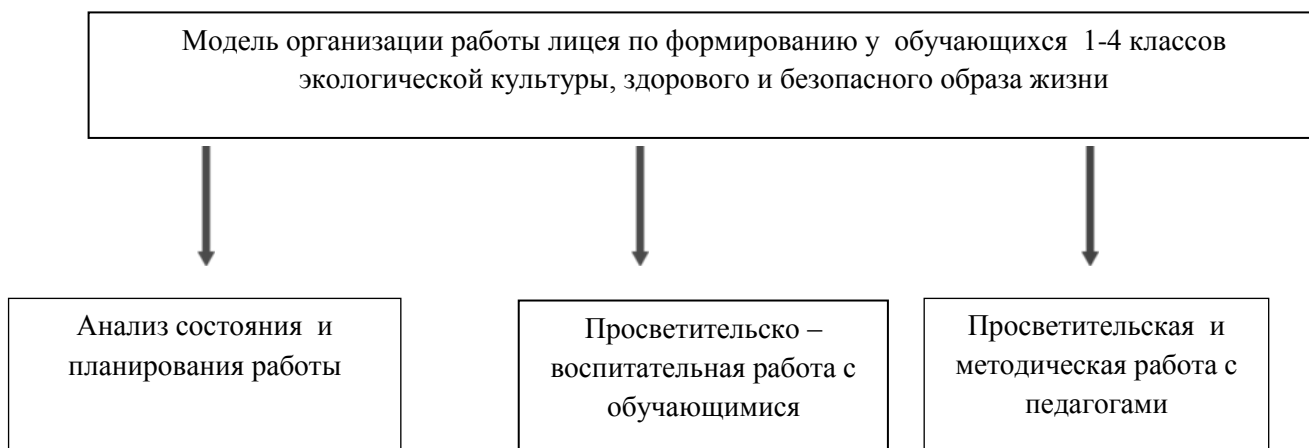 Модель организации работы лицея по формированию у обучающихся 1-4 классов
экологической культуры, здорового и безопасного образа жизни
Анализ состояния и
планирования работы
Просветительско –
воспитательная работа с
обучающимися
Просветительская и
методическая работа с
педагогами